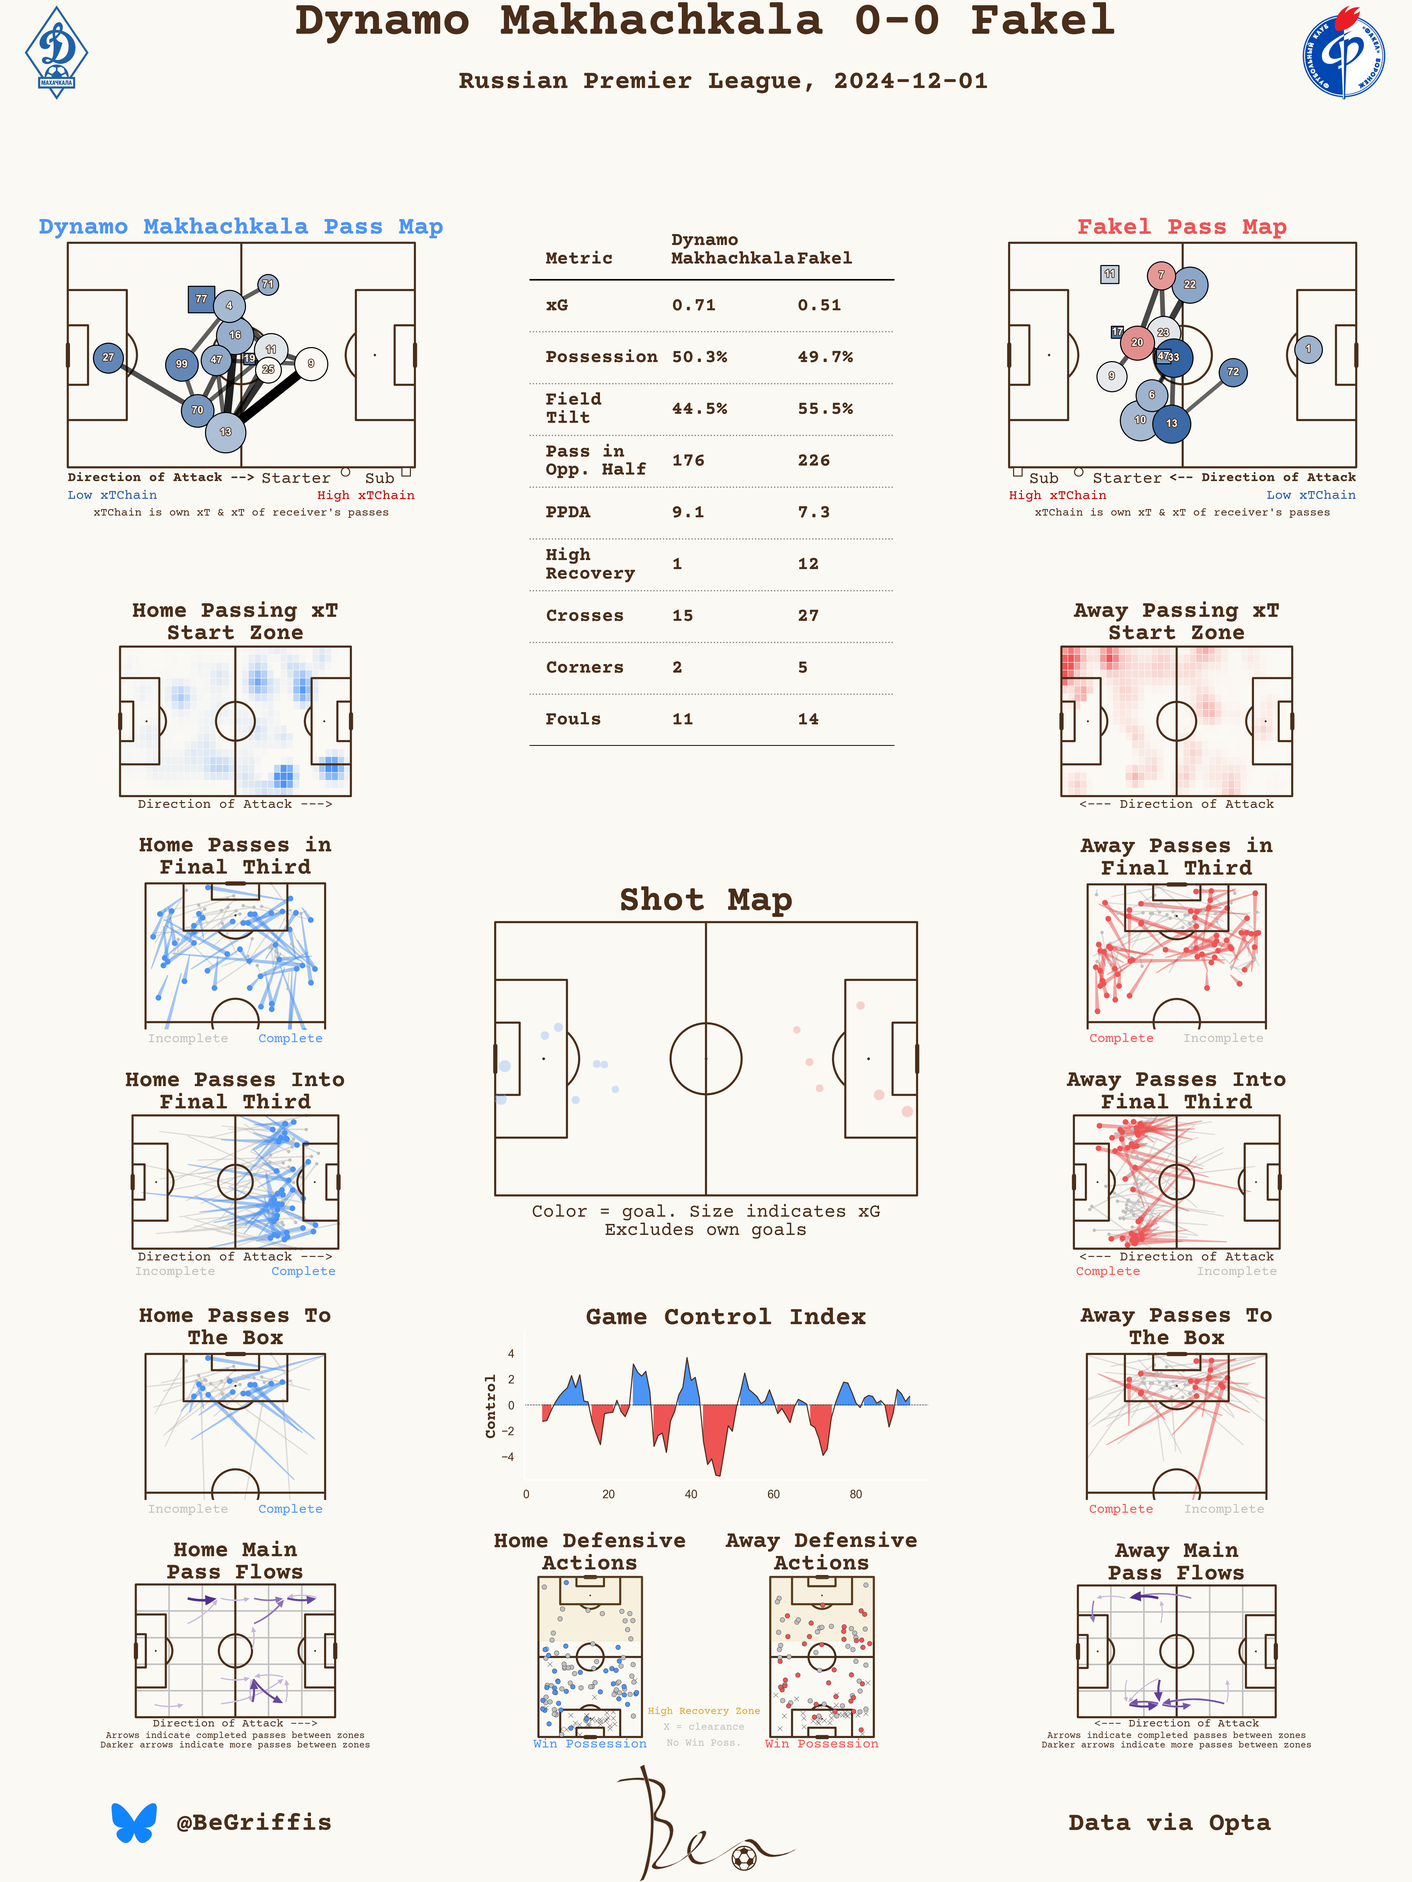 Dynamo Makhachkala 0-0 Fakel
Russian Premier League, 2024-12-01
МАХАЧКАЛА
ФУТБОЛЬНЫЙ КЛУБ «ФАКЕЛ» ВОРОНЕЖ
Dynamo Makhachkala Pass Map
71
77
4
16
27
99
47
19
11
25
9
70
13
Direction of Attack --> Starter Sub
Low xTChain High xTChain
xTChain is own xT & xT of receiver's passes
Metric Dynamo Makhachkala Fakel
xG 0.71 0.51
Possession 50.3% 49.7%
Field Tilt 44.5% 55.5%
Pass in Opp. Half 176 226
PPDA 9.1 7.3
High Recovery 1 12
Crosses 15 27
Corners 2 5
Fouls 11 14
Fakel Pass Map
11
7
22
17
23
20
47
33
1
9
72
6
10
13
Sub Starter <-- Direction of Attack
High xTChain Low xTChain
xTChain is own xT & xT of receiver's passes
Home Passing xT
Start Zone
Direction of Attack --->
Away Passing xT
Start Zone
<--- Direction of Attack
Home Passes in
Final Third
Incomplete Complete
Away Passes in
Final Third
Complete Incomplete
Shot Map
Color = goal. Size indicates xG
Excludes own goals
Home Passes Into
Final Third
Direction of Attack --->
Incomplete Complete
Away Passes Into
Final Third
<--- Direction of Attack
Complete Incomplete
Home Passes To
The Box
Incomplete Complete
Game Control Index
Control
4
2
0
−2
−4
0 20 40 60 80
Away Passes To
The Box
Complete Incomplete
Home Main
Pass Flows
Direction of Attack --->
Arrows indicate completed passes between zones
Darker arrows indicate more passes between zones
Home Defensive
Actions
Win Possession
Away Defensive
Actions
Win Possession
High Recovery Zone
X = clearance
No Win Poss.
Away Main
Pass Flows
<--- Direction of Attack
Arrows indicate completed passes between zones
Darker arrows indicate more passes between zones
@BeGriffis
Ben
Data via Opta